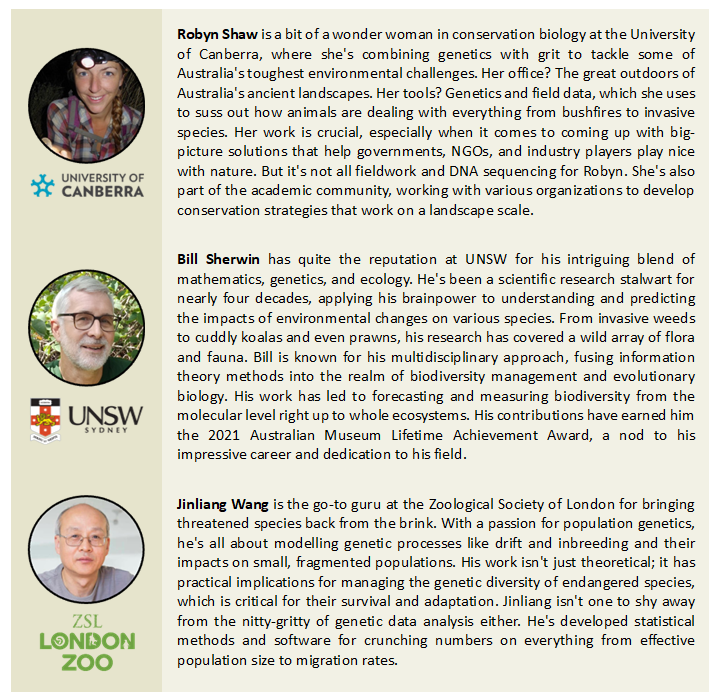 Robyn Shaw is a bit of a wonder woman in conservation biology at the University
of Canberra, where she's combining genetics with grit to tackle some of
Australia's toughest environmental challenges. Her office? The great outdoors of
Australia's ancient landscapes. Her tools? Genetics and field data, which she uses
to suss out how animals are dealing with everything from bushfires to invasive
species. Her work is crucial, especially when it comes to coming up with big-
picture solutions that help governments, NGOs, and industry players play nice
with nature. But it's not all fieldwork and DNA sequencing for Robyn. She's also
part of the academic community, working with various organizations to develop
conservation strategies that work on a landscape scale.
UNIVERSITY OF
CANBERRA
Bill Sherwin has quite the reputation at UNSW for his intriguing blend of
mathematics, genetics, and ecology. He's been a scientific research stalwart for
nearly four decades, applying his brainpower to understanding and predicting
the impacts of environmental changes on various species. From invasive weeds
to cuddly koalas and even prawns, his research has covered a wild array of flora
and fauna. Bill is known for his multidisciplinary approach, fusing information
theory methods into the realm of biodiversity management and evolutionary
biology. His work has led to forecasting and measuring biodiversity from the
molecular level right up to whole ecosystems. His contributions have earned him
the 2021 Australian Museum Lifetime Achievement Award, a nod to his
impressive career and dedication to his field.
UNSW
SYDNEY
Jinliang Wang is the go-to guru at the Zoological Society of London for bringing
threatened species back from the brink. With a passion for population genetics,
he's all about modelling genetic processes like drift and inbreeding and their
impacts on small, fragmented populations. His work isn't just theoretical; it has
practical implications for managing the genetic diversity of endangered species,
which is critical for their survival and adaptation. Jinliang isn't one to shy away
from the nitty-gritty of genetic data analysis either. He's developed statistical
methods and software for crunching numbers on everything from effective
population size to migration rates.
ZSL
LONDON
ZOO